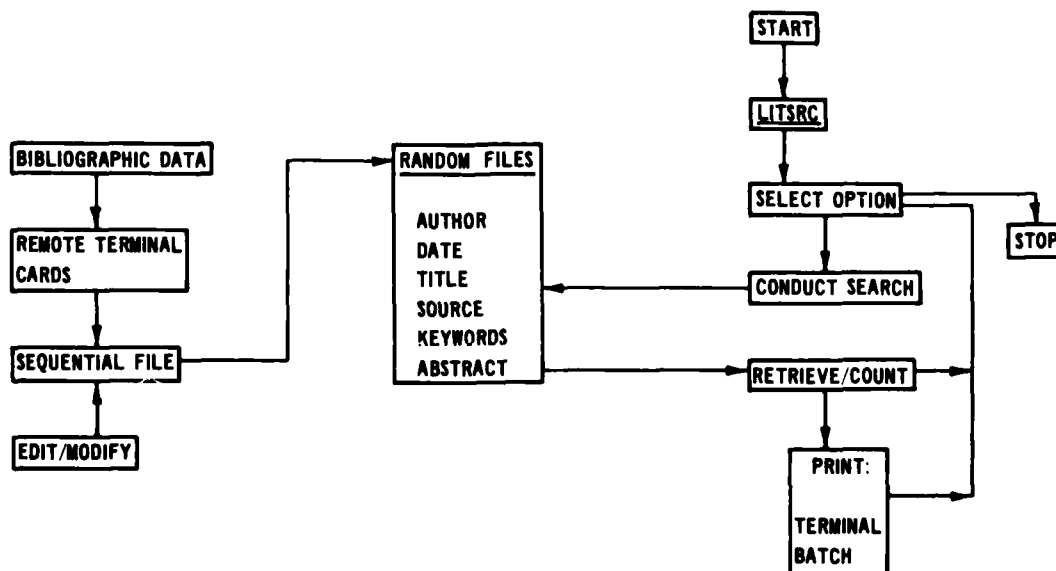 START
LITSRC
BIBLIOGRAPHIC DATA
REMOTE TERMINAL
CARDS
SEQUENTIAL FILE
EDIT/MODIFY
RANDOM FILES
AUTHOR
DATE
TITLE
SOURCE
KEYWORDS
ABSTRACT
SELECT OPTION
STOP
CONDUCT SEARCH
RETRIEVE/COUNT
PRINT:
TERMINAL
BATCH